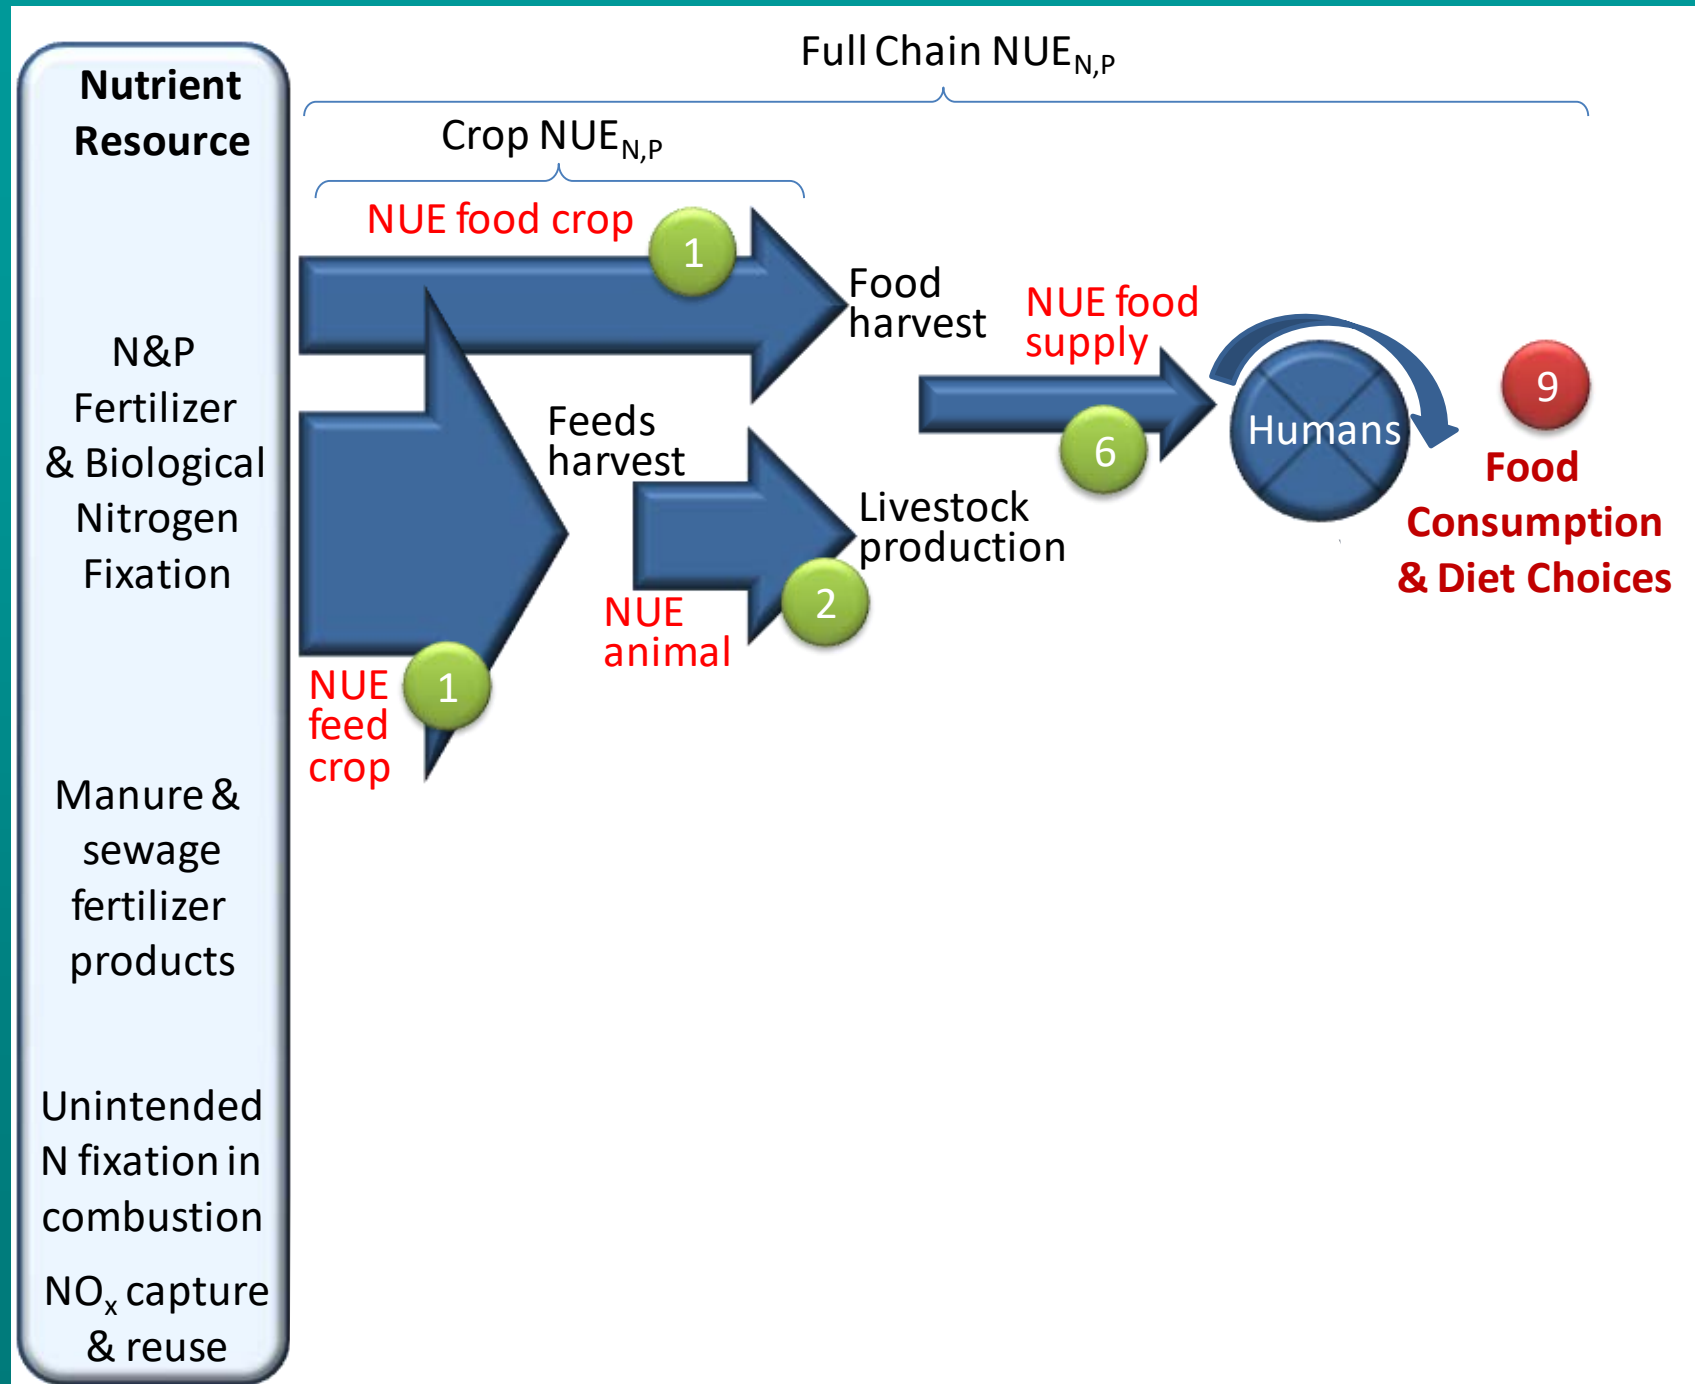 Nutrient
Resource
N&P
Fertilizer
& Biological
Nitrogen
Fixation
Manure &
sewage
fertilizer
products
Unintended
N fixation in
combustion
NOx capture
& reuse
Full Chain NUEN,P
Crop NUEN,P
NUE food crop
1
Food
harvest
Feeds
harvest
NUE
feed
crop
1
NUE
animal
2
Livestock
production
NUE food
supply
6
Humans
9
Food
Consumption
& Diet Choices